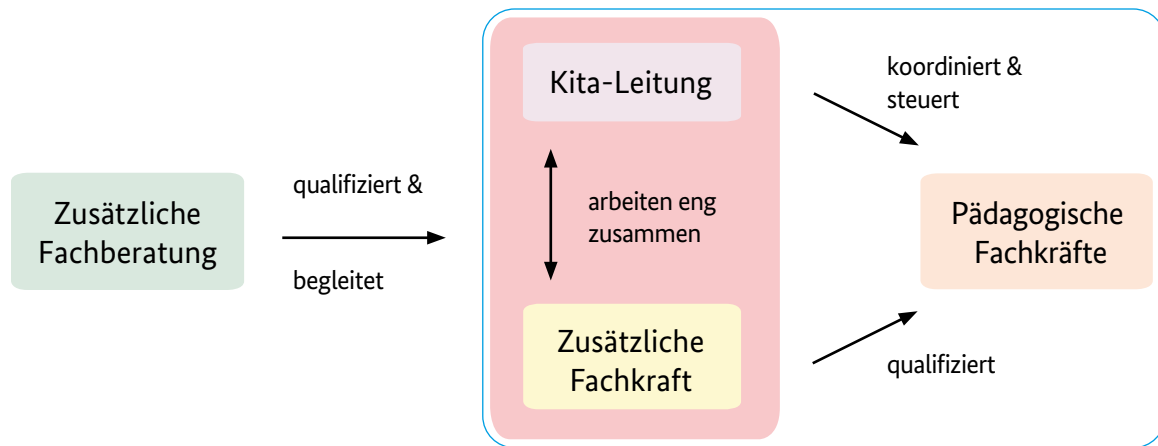 Zusätzliche
Fachberatung
qualifiziert &
begleitet
Kita-Leitung
arbeiten eng
zusammen
Zusätzliche
Fachkraft
koordiniert &
steuert
Pädagogische
Fachkräfte
qualifiziert